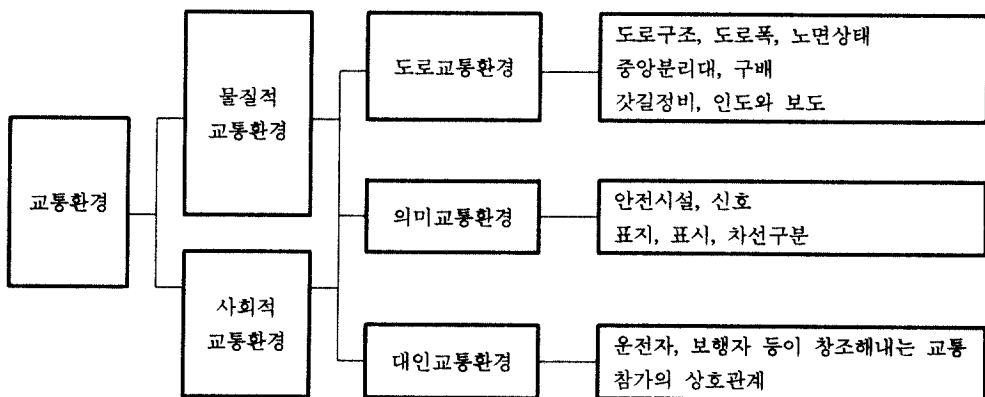 교통환경
물질적
교통환경
사회적
교통환경
도로교통환경
도로구조, 도로폭, 노면상태
중앙분리대, 구배
갓길정비, 인도와 보도
의미교통환경
안전시설, 신호
표지, 표시, 차선구분
대인교통환경
운전자, 보행자 등이 창조해내는 교통
참가의 상호관계